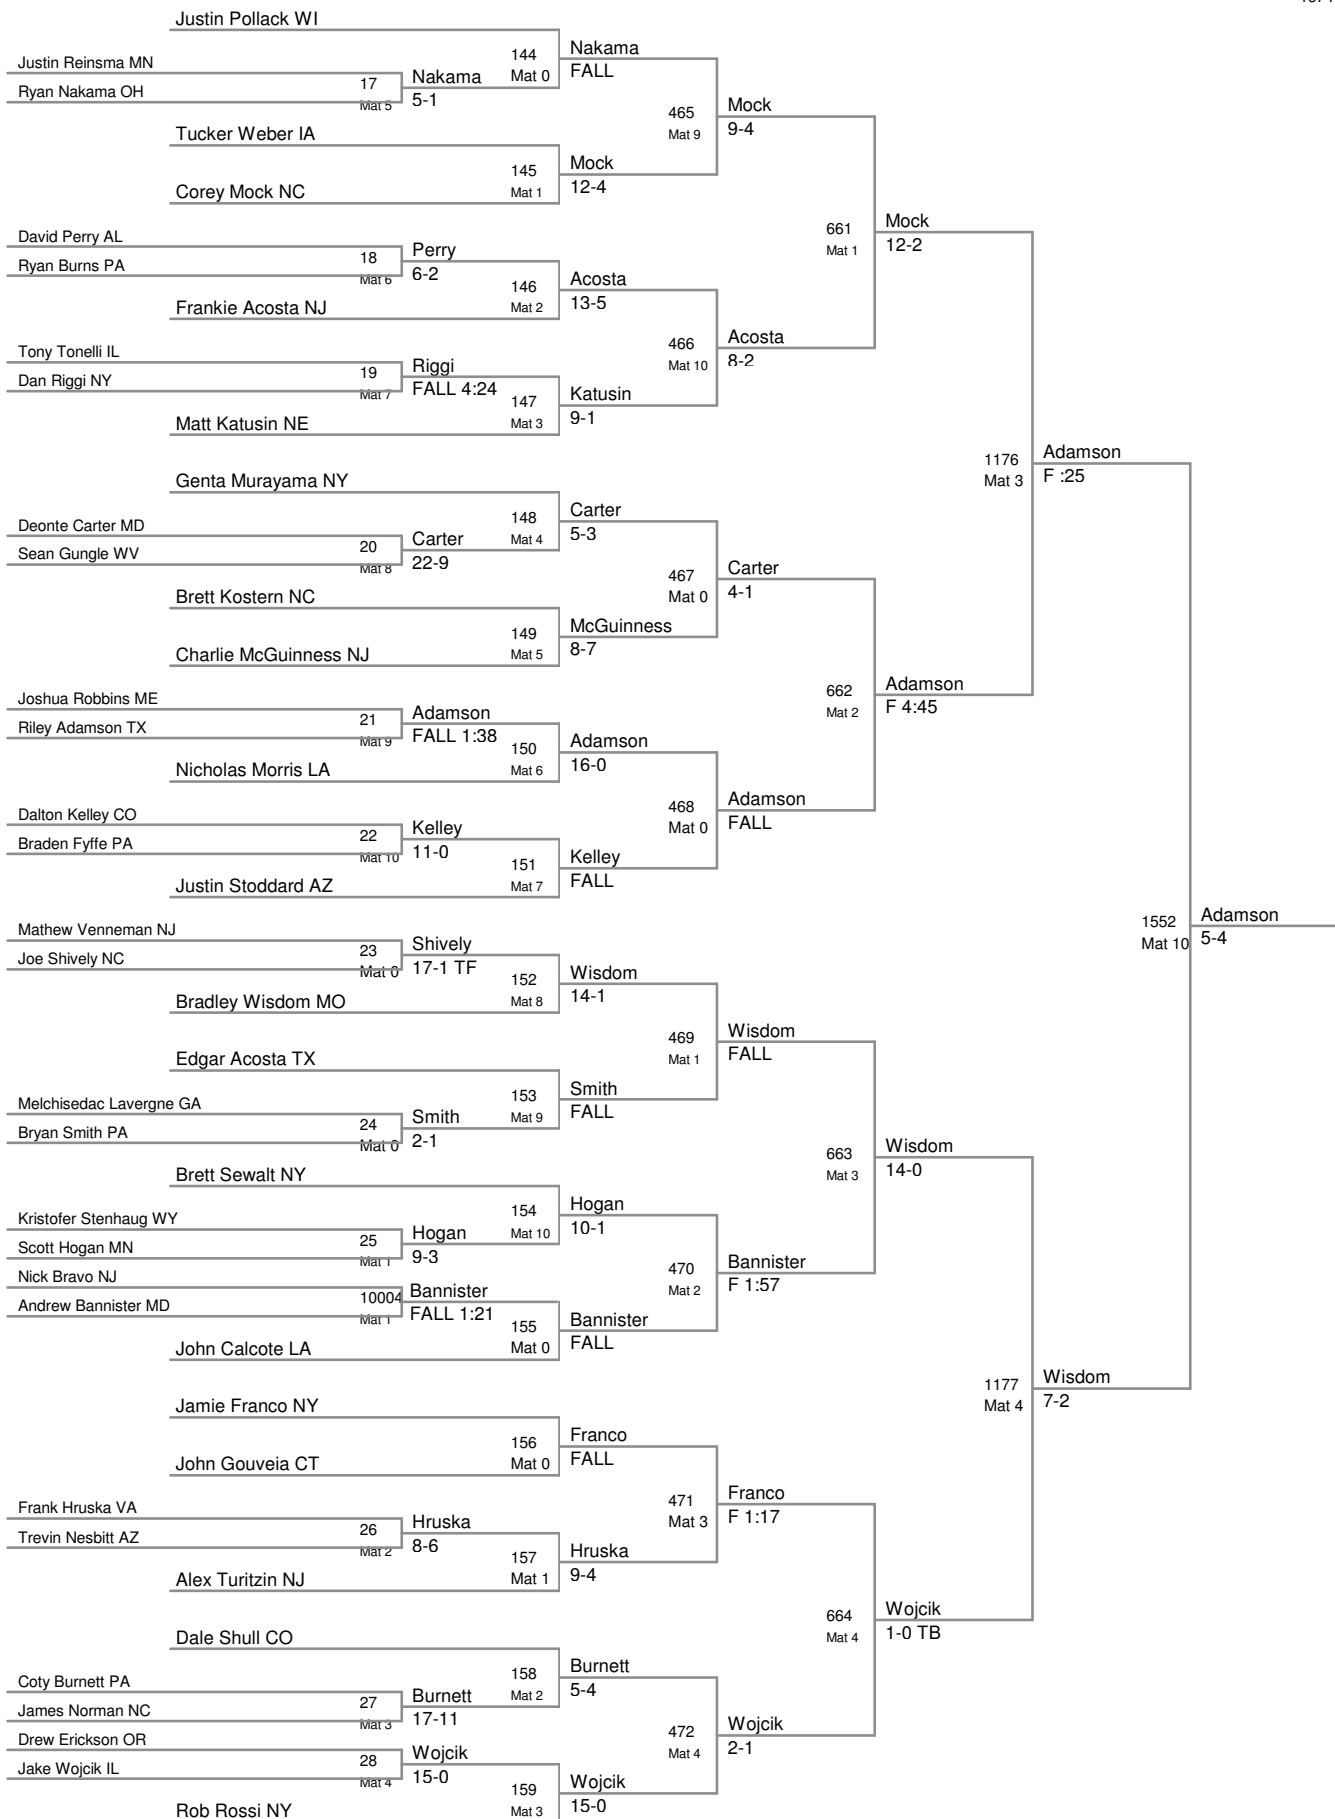 Justin Pollack WI
Justin Reinsma MN
Ryan Nakama OH
17
Mat 5
Nakama
5-1
144
Mat 0
Nakama
FALL
Tucker Weber IA
Corey Mock NC
145
Mat 1
Mock
12-4
465
Mat 9
Mock
9-4
David Perry AL
Ryan Burns PA
18
Mat 6
Perry
6-2
Frankie Acosta NJ
146
Mat 2
Acosta
13-5
Tony Tonelli IL
Dan Riggi NY
19
Mat 7
Riggi
FALL 4:24
Matt Katusin NE
147
Mat 3
Katusin
9-1
466
Mat 10
Acosta
8-2
661
Mat 1
Mock
12-2
Genta Murayama NY
Deonte Carter MD
Sean Gungle WV
20
Mat 8
Carter
22-9
148
Mat 4
Carter
5-3
Brett Kostern NC
Charlie McGuinness NJ
149
Mat 5
McGuinness
8-7
467
Mat 0
Carter
4-1
Joshua Robbins ME
Riley Adamson TX
21
Mat 9
Adamson
FALL 1:38
Nicholas Morris LA
150
Mat 6
Adamson
16-0
Dalton Kelley CO
Braden Fyffe PA
22
Mat 10
Kelley
11-0
Justin Stoddard AZ
151
Mat 7
Kelley
FALL
468
Mat 0
Adamson
FALL
662
Mat 2
Adamson
F 4:45
1176
Mat 3
Adamson
F :25
Mathew Venneman NJ
Joe Shively NC
23
Mat 0
Shively
17-1 TF
Bradley Wisdom MO
152
Mat 8
Wisdom
14-1
Edgar Acosta TX
Melchisedac Lavergne GA
Bryan Smith PA
24
Mat 0
Smith
2-1
153
Mat 9
Smith
FALL
469
Mat 1
Wisdom
FALL
Brett Sewalt NY
Kristofer Stenhaug WY
Scott Hogan MN
25
Mat 1
Hogan
9-3
154
Mat 10
Hogan
10-1
Nick Bravo NJ
Andrew Bannister MD
10004
Mat 1
Bannister
FALL 1:21
John Calcote LA
155
Mat 0
Bannister
FALL
470
Mat 2
Bannister
F 1:57
663
Mat 3
Wisdom
14-0
Jamie Franco NY
John Gouveia CT
156
Mat 0
Franco
FALL
Frank Hruska VA
Trevin Nesbitt AZ
26
Mat 2
Hruska
8-6
Alex Turitzin NJ
157
Mat 1
Hruska
9-4
471
Mat 3
Franco
F 1:17
Dale Shull CO
Coty Burnett PA
James Norman NC
27
Mat 3
Burnett
17-11
158
Mat 2
Burnett
5-4
Drew Erickson OR
Jake Wojcik IL
28
Mat 4
Wojcik
15-0
Rob Rossi NY
159
Mat 3
Wojcik
15-0
472
Mat 4
Wojcik
2-1
664
Mat 4
Wojcik
1-0 TB
1177
Mat 4
Wisdom
7-2
1552
Mat 10
Adamson
5-4